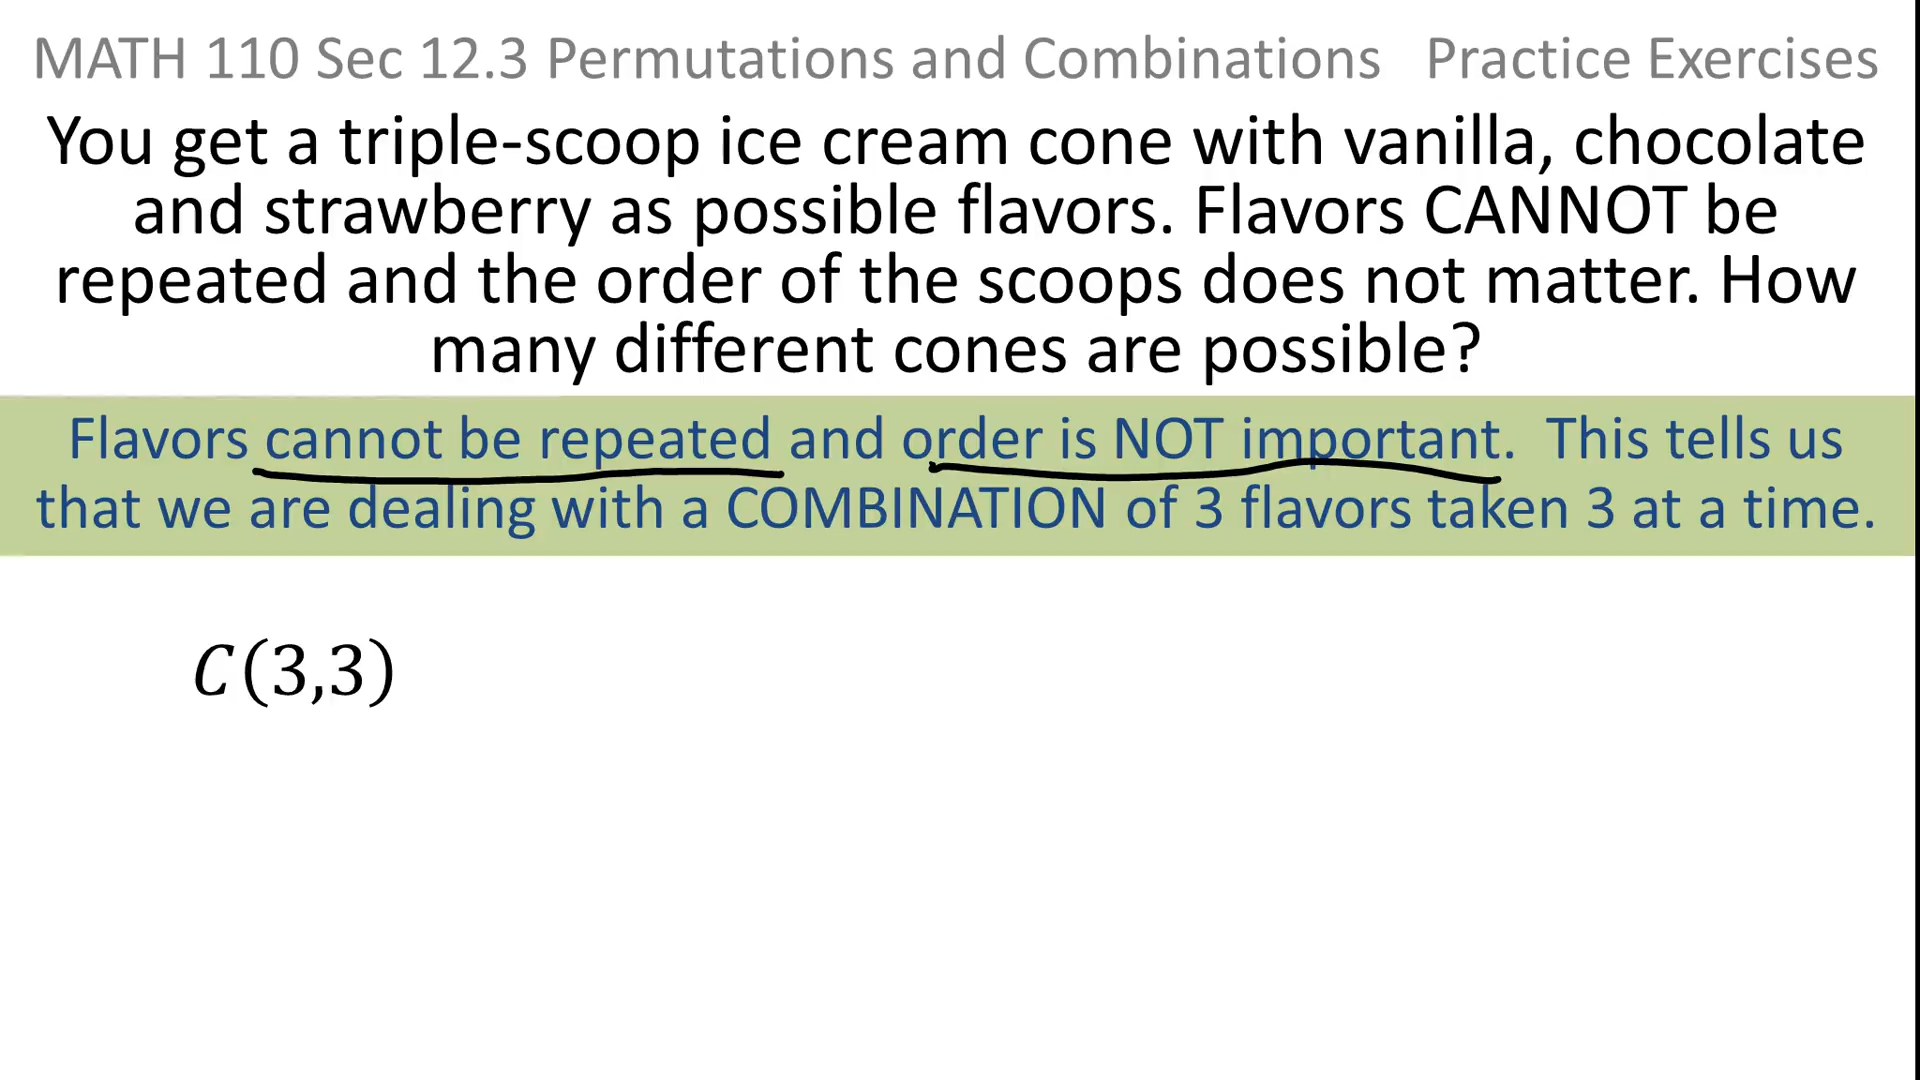 MATH 110 Sec 12.3 Permutations and Combinations Practice Exercises
You get a triple-scoop ice cream cone with vanilla, chocolate
and strawberry as possible flavors. Flavors CANNOT be
repeated and the order of the scoops does not matter. How
many different cones are possible?
Flavors cannot be repeated and order is NOT important. This tells us
that we are dealing with a COMBINATION of 3 flavors taken 3 at a time.
C(3,3)